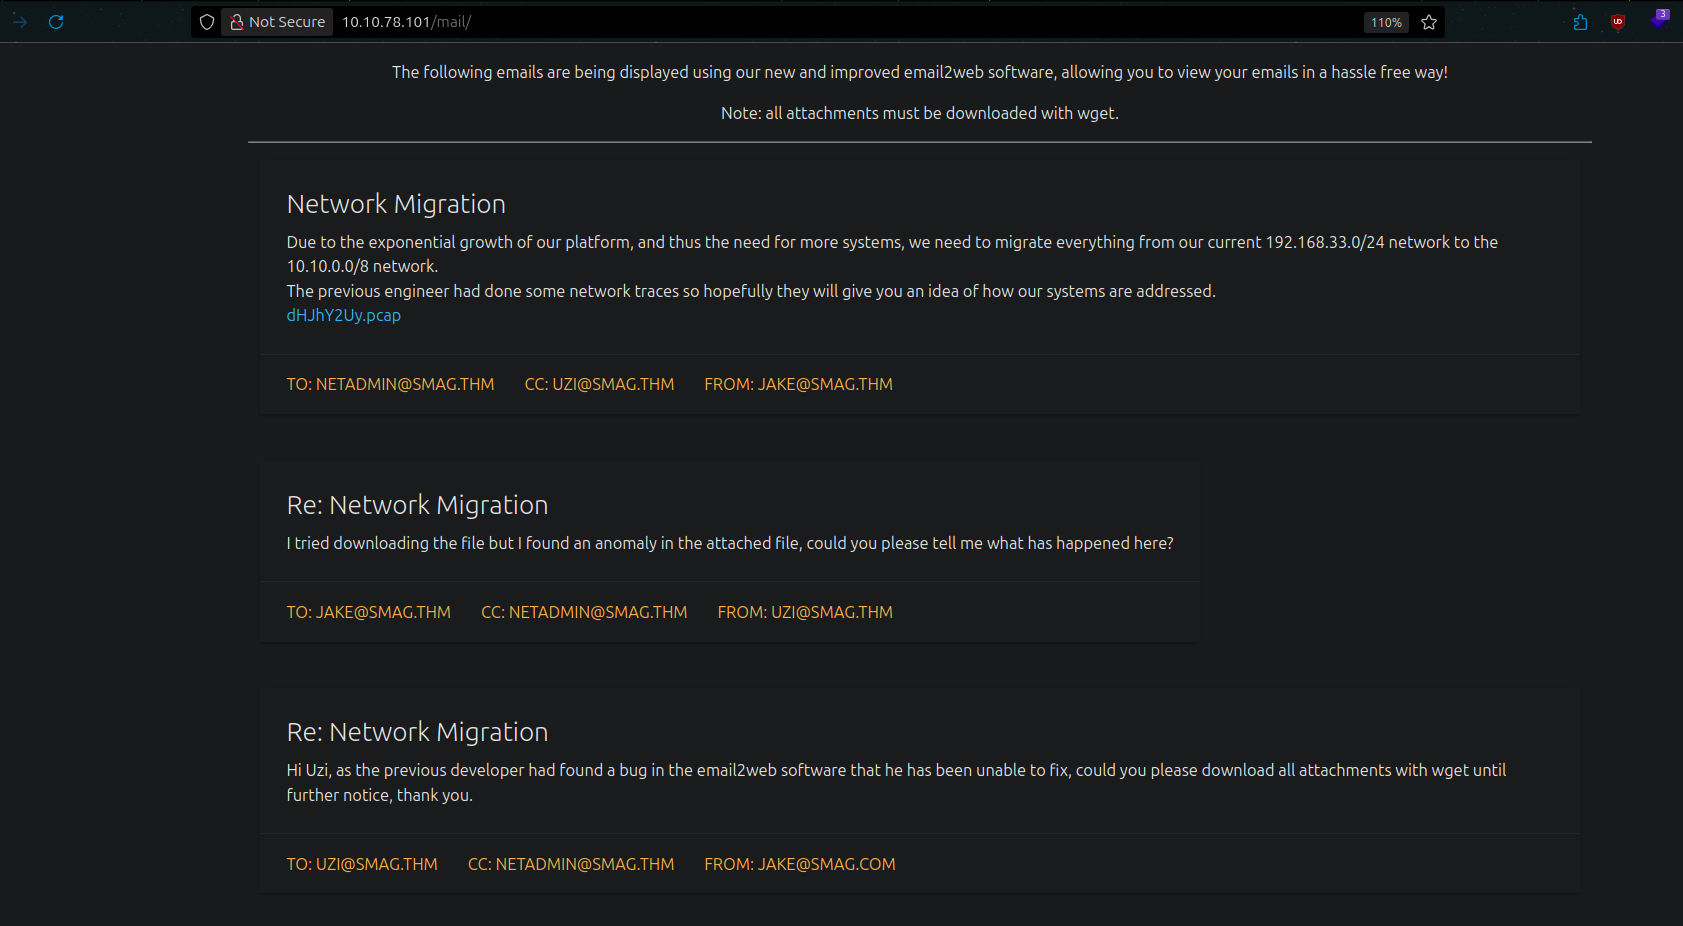 Not Secure 10.10.78.101/mail/ 110% 3
The following emails are being displayed using our new and improved email2web software, allowing you to view your emails in a hassle free way!
Note: all attachments must be downloaded with wget.
Network Migration
Due to the exponential growth of our platform, and thus the need for more systems, we need to migrate everything from our current 192.168.33.0/24 network to the
10.10.0.0/8 network.
The previous engineer had done some network traces so hopefully they will give you an idea of how our systems are addressed.
dHJhY2Uy.pcap
TO: NETADMIN@SMAG.THM CC: UZI@SMAG.THM FROM: JAKE@SMAG.THM
Re: Network Migration
I tried downloading the file but I found an anomaly in the attached file, could you please tell me what has happened here?
TO: JAKE@SMAG.THM CC: NETADMIN@SMAG.THM FROM: UZI@SMAG.THM
Re: Network Migration
Hi Uzi, as the previous developer had found a bug in the email2web software that he has been unable to fix, could you please download all attachments with wget until
further notice, thank you.
TO: UZI@SMAG.THM CC: NETADMIN@SMAG.THM FROM: JAKE@SMAG.COM